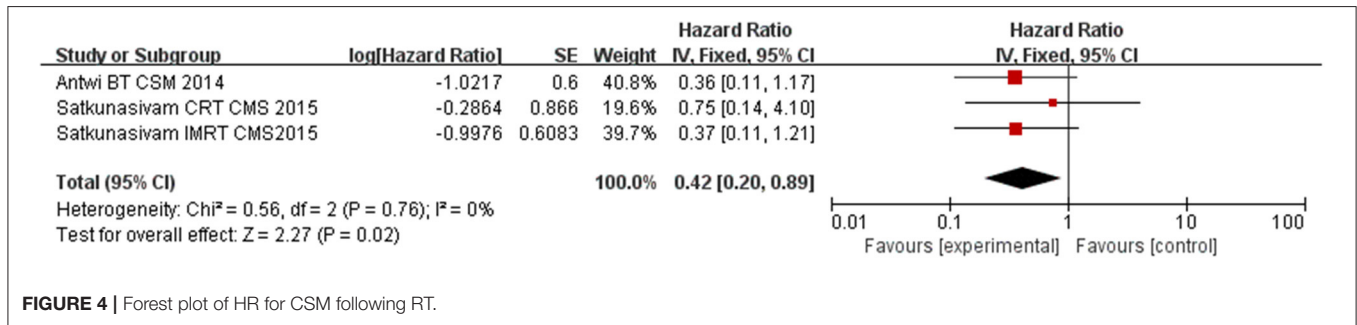 Hazard Ratio Hazard Ratio
Study or Subgroup log[Hazard Ratio] SE Weight IV, Fixed, 95% CI IV, Fixed, 95% CI
Antwi BT CSM 2014 -1.0217 0.6 40.8% 0.36 [0.11, 1.17]
Satkunasivam CRT CMS 2015 -0.2864 0.866 19.6% 0.75 [0.14, 4.10]
Satkunasivam IMRT CMS2015 -0.9976 0.6083 39.7% 0.37 [0.11, 1.21]
Total (95% CI) 100.0% 0.42 [0.20, 0.89]
Heterogeneity: Chi² = 0.56, df = 2 (P = 0.76); I² = 0%
Test for overall effect: Z = 2.27 (P = 0.02)
0.01 0.1 1 10 100
Favours [experimental] Favours [control]
FIGURE 4 | Forest plot of HR for CSM following RT.